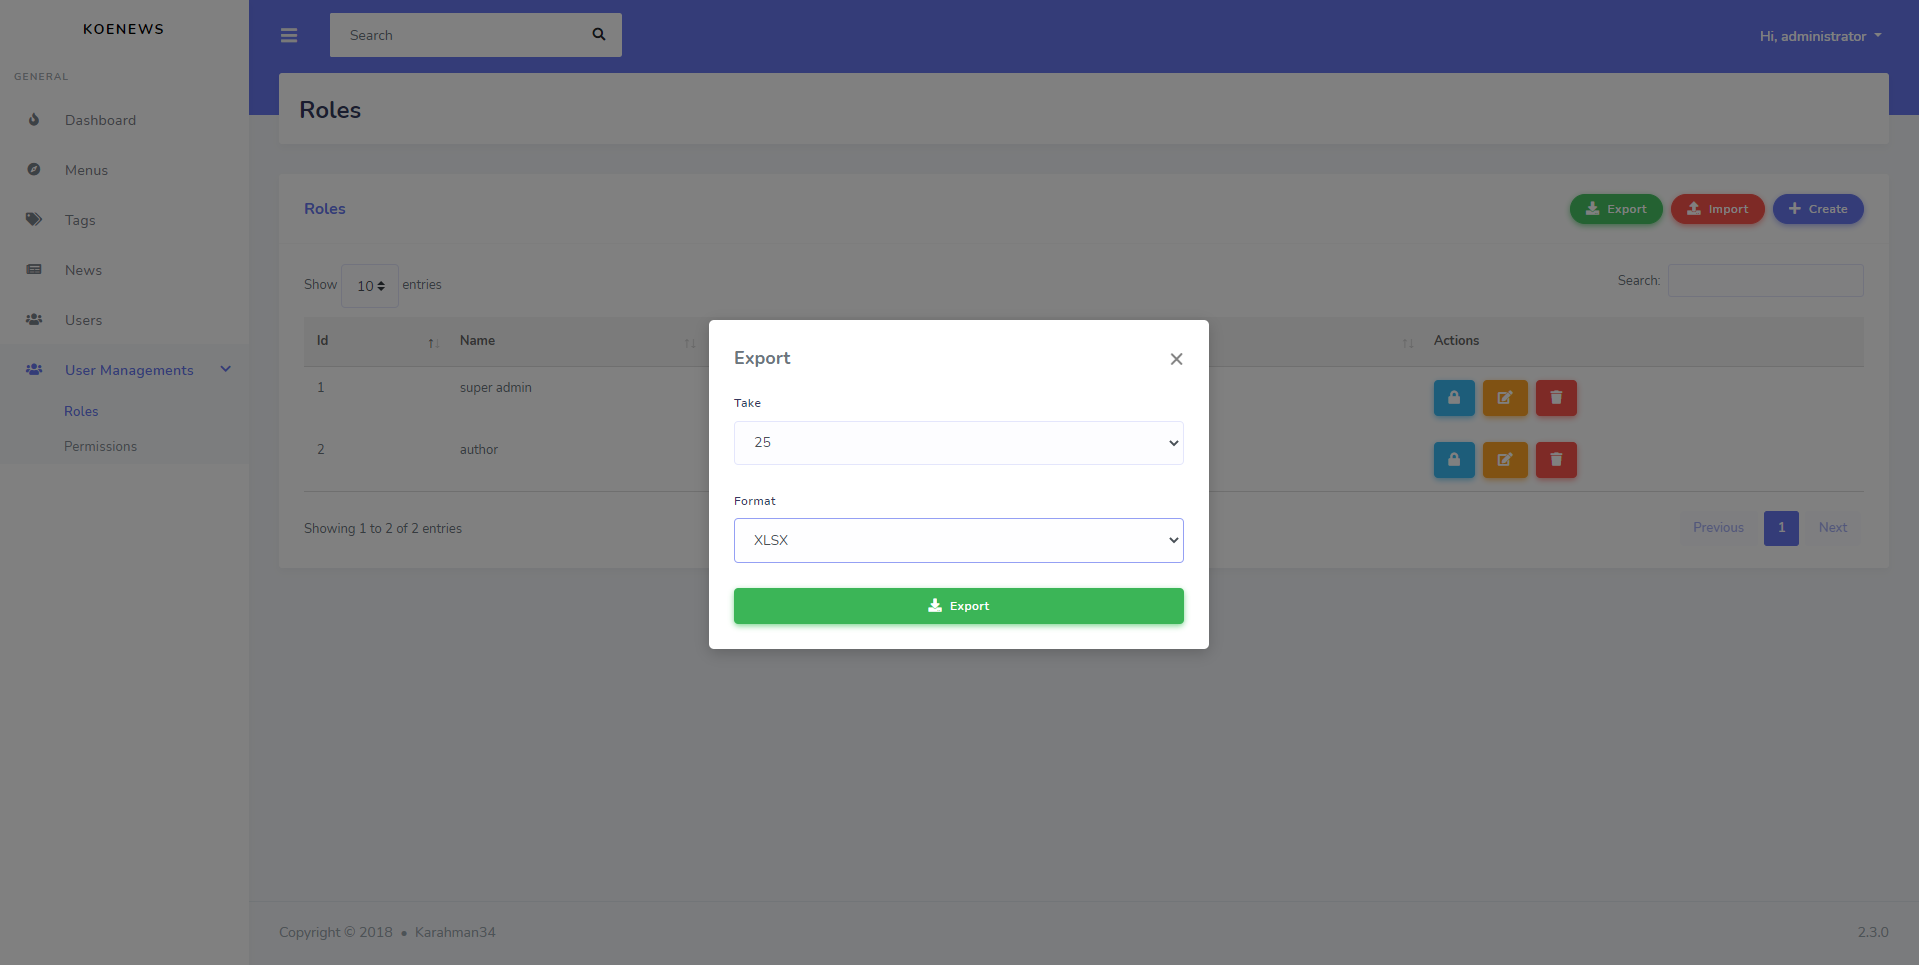 KOENEWS
GENERAL
Dashboard
Menus
Tags
News
Users
User Managements
Roles
Permissions
Search
Hi, administrator
Roles
Roles
Export
Import
Create
Show 10 entries
Search:
Id
Name
Actions
1
super admin
2
author
Showing 1 to 2 of 2 entries
Previous
1
Next
Export
Take
25
Format
XLSX
Export
Copyright © 2018 • Karahman34
2.3.0